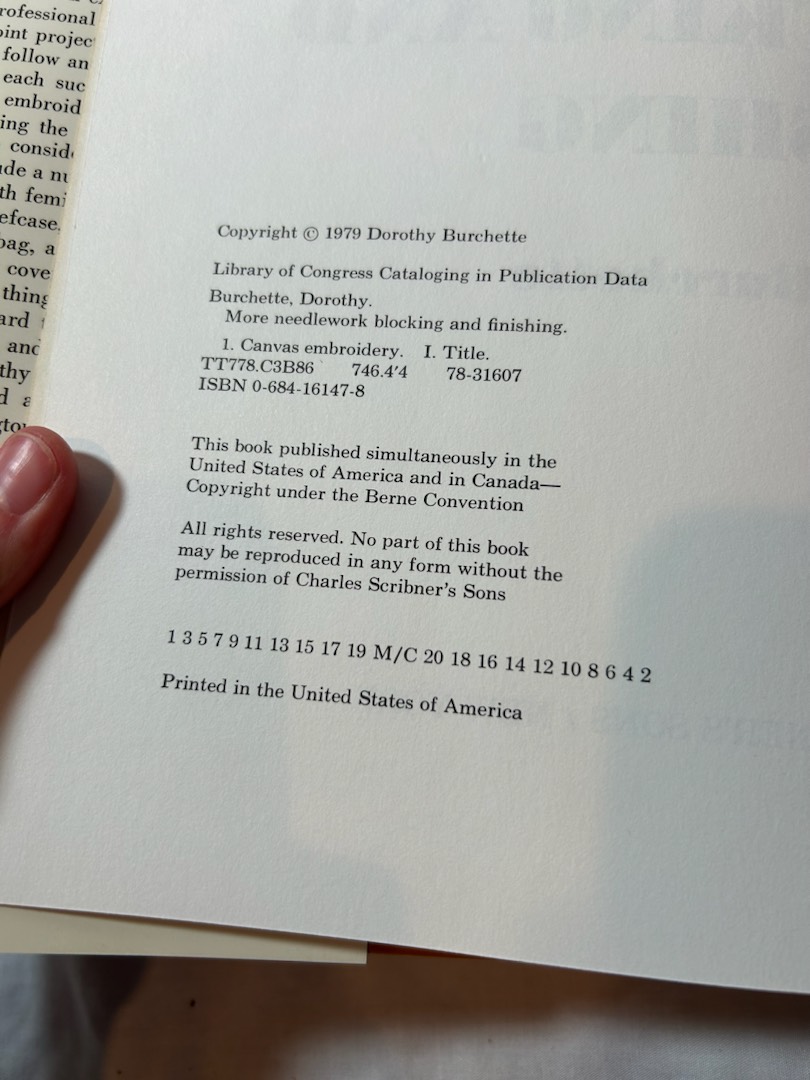 rofessional
oint projec
follow an
each suc
embroid
ing the
consid
de a nu
th femi
efcase,
bag, a
cove
thing
ard
and
thy
d a
Copyright © 1979 Dorothy Burchette
Library of Congress Cataloging in Publication Data
Burchette, Dorothy.
More needlework blocking and finishing.
1. Canvas embroidery. I. Title.
TT778.C3B86 746.4'4 78-31607
ISBN 0-684-16147-8
This book published simultaneously in the
United States of America and in Canada—
Copyright under the Berne Convention
All rights reserved. No part of this book
may be reproduced in any form without the
permission of Charles Scribner's Sons
1 3 5 7 9 11 13 15 17 19 M/C 20 18 16 14 12 10 8 6 4 2
Printed in the United States of America